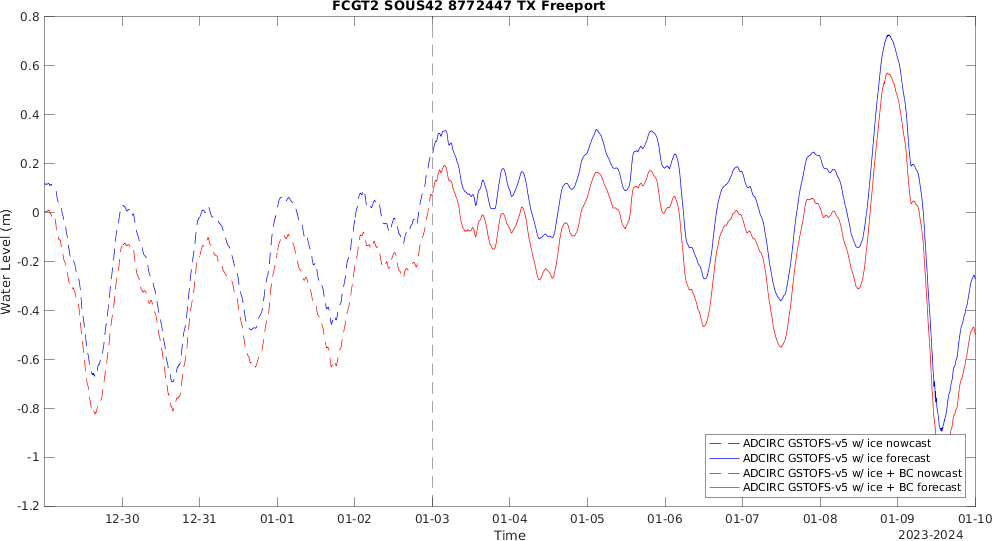 FCGT2 SOUS42 8772447 TX Freeport
0.8
0.6
0.4
0.2
0
-0.2
-0.4
-0.6
-0.8
-1
-1.2
Water Level (m)
ADCIRC GSTOFS-v5 w/ ice nowcast
ADCIRC GSTOFS-v5 w/ ice forecast
ADCIRC GSTOFS-v5 w/ ice + BC nowcast
ADCIRC GSTOFS-v5 w/ ice + BC forecast
12-30 12-31 01-01 01-02 01-03 01-04 01-05 01-06 01-07 01-08 01-09 01-10
Time
2023-2024